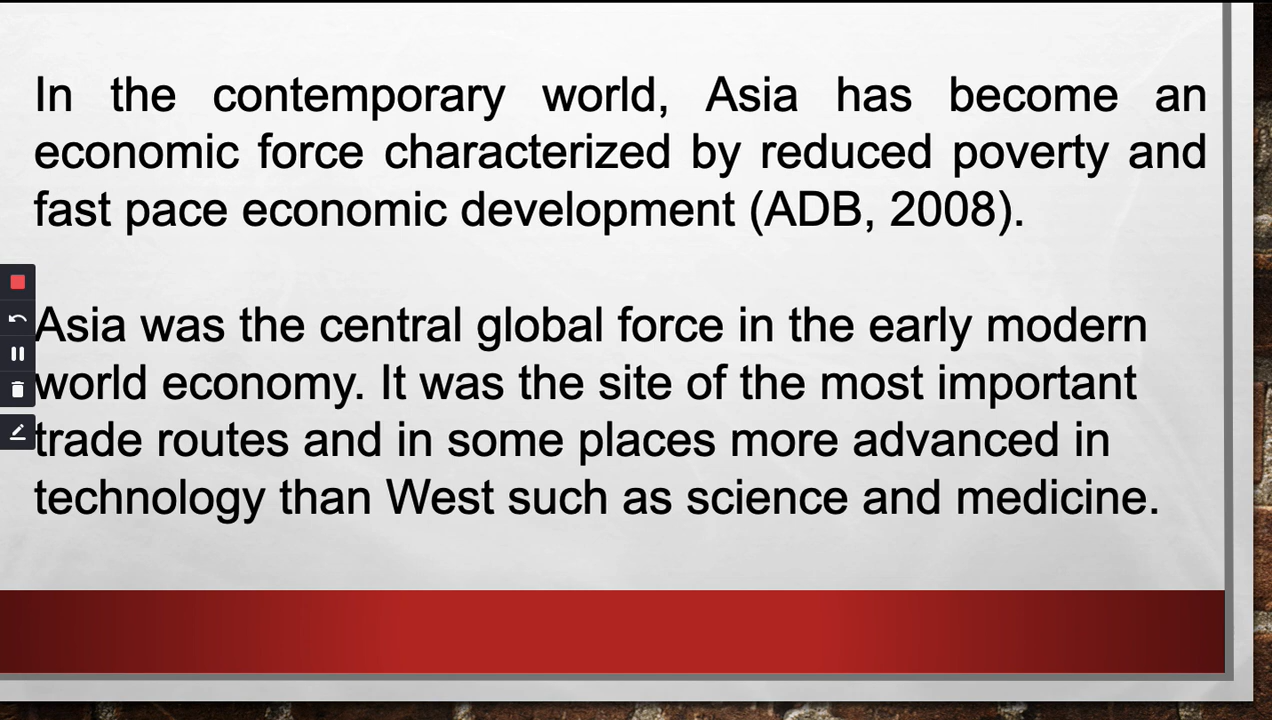 In the contemporary world, Asia has become an
economic force characterized by reduced poverty and
fast pace economic development (ADB, 2008).
Asia was the central global force in the early modern
world economy. It was the site of the most important
trade routes and in some places more advanced in
technology than West such as science and medicine.